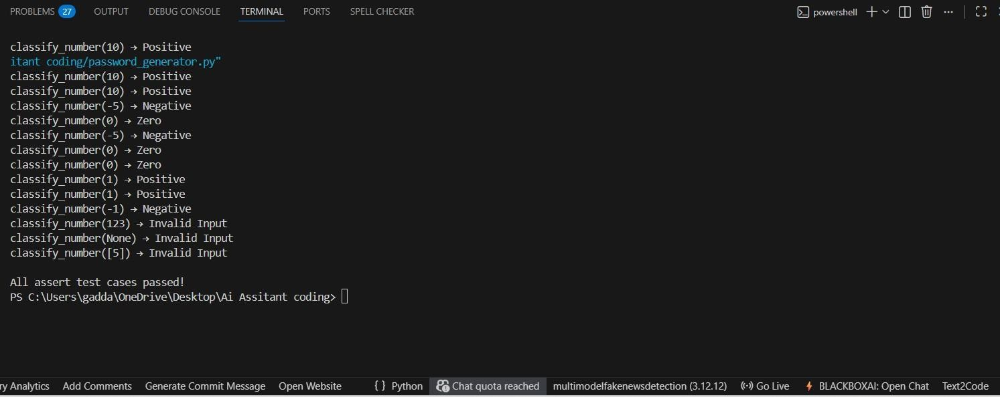 PROBLEMS 27 OUTPUT DEBUG CONSOLE TERMINAL PORTS SPELL CHECKER powershell
classify_number(10) → Positive
itant coding/password_generator.py"
classify_number(10) → Positive
classify_number(10) → Positive
classify_number(-5) → Negative
classify_number(0) → Zero
classify_number(-5) → Negative
classify_number(0) → Zero
classify_number(0) → Zero
classify_number(1) → Positive
classify_number(1) → Positive
classify_number(-1) → Negative
classify_number(123) → Invalid Input
classify_number(None) → Invalid Input
classify_number([5]) → Invalid Input
All assert test cases passed!
PS C:\Users\gadda\OneDrive\Desktop\Ai Assitant coding>
ry Analytics Add Comments Generate Commit Message Open Website { } Python Chat quota reached multimodelfakenewsdetection (3.12.12) Go Live BLACKBOXAI: Open Chat Text2Code